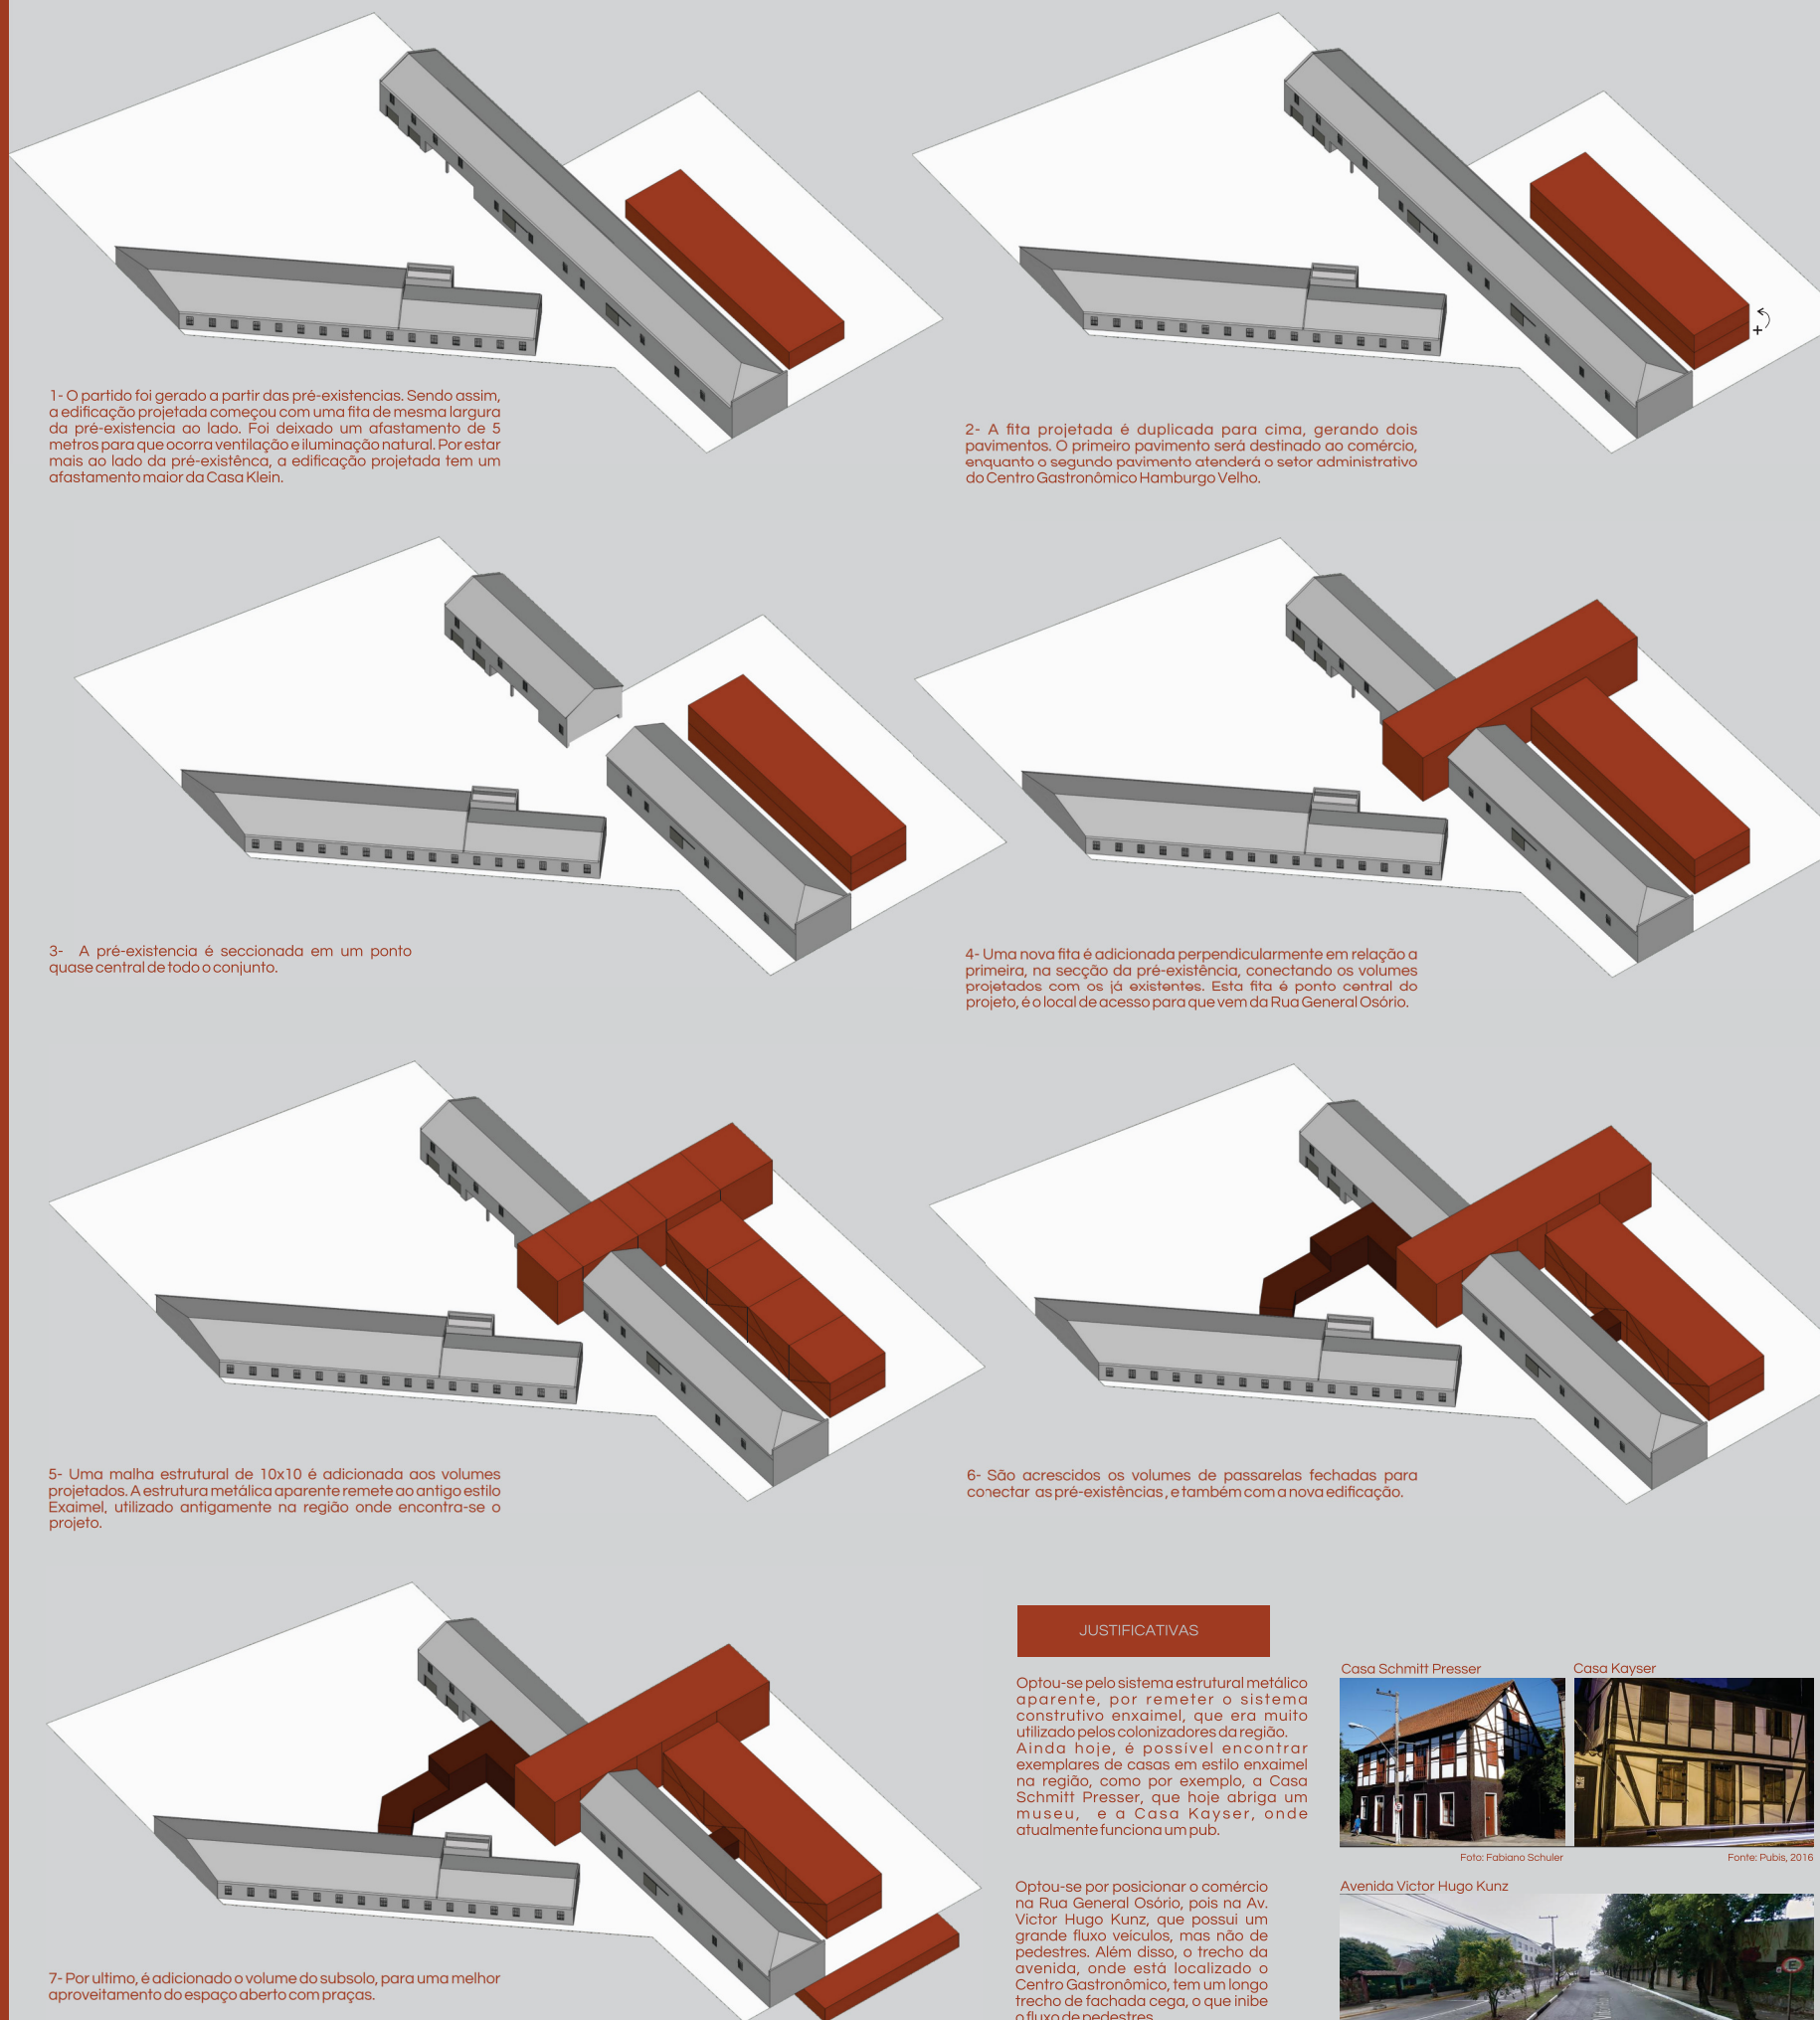 1- O partido foi gerado a partir das pré-existencias. Sendo assim,
a edificação projetada começou com uma fita de mesma largura
da pré-existencia ao lado. Foi deixado um afastamento de 5
metros para que ocorra ventilação e iluminação natural. Por estar
mais ao lado da pré-existênca, a edificação projetada tem um
afastamento maior da Casa Klein.
+
2- A fita projetada é duplicada para cima, gerando dois
pavimentos. O primeiro pavimento será destinado ao comércio,
enquanto o segundo pavimento atenderá o setor administrativo
do Centro Gastronômico Hamburgo Velho.
3- A pré-existencia é seccionada em um ponto
quase central de todo o conjunto.
4- Uma nova fita é adicionada perpendicularmente em relação a
primeira, na secção da pré-existência, conectando os volumes
projetados com os já existentes. Esta fita é ponto central do
projeto, é o local de acesso para que vem da Rua General Osório.
5- Uma malha estrutural de 10x10 é adicionada aos volumes
projetados. A estrutura metálica aparente remete ao antigo estilo
Exaimel, utilizado antigamente na região onde encontra-se o
projeto.
6- São acrescidos os volumes de passarelas fechadas para
conectar as pré-existências, e também com a nova edificação.
7- Por ultimo, é adicionado o volume do subsolo, para uma melhor
aproveitamento do espaço aberto com praças.
JUSTIFICATIVAS
Optou-se pelo sistema estrutural metálico
aparente, por remeter o sistema
construtivo enxaimel, que era muito
utilizado pelos colonizadores da região.
Ainda hoje, é possível encontrar
exemplares de casas em estilo enxaimel
na região, como por exemplo, a Casa
Schmitt Presser, que hoje abriga um
museu, e a Casa Kayser, onde
atualmente funciona um pub.
Casa Schmitt Presser
Casa Kayser
Foto: Fabiano Schuler
Fonte: Pubis, 2016
Optou-se por posicionar o comércio
na Rua General Osório, pois na Av.
Victor Hugo Kunz, que possui um
grande fluxo veículos, mas não de
pedestres. Além disso, o trecho da
avenida, onde está localizado o
Centro Gastronômico, tem um longo
trecho de fachada cega, o que inibe
o fluxo de pedestres
Avenida Victor Hugo Kunz